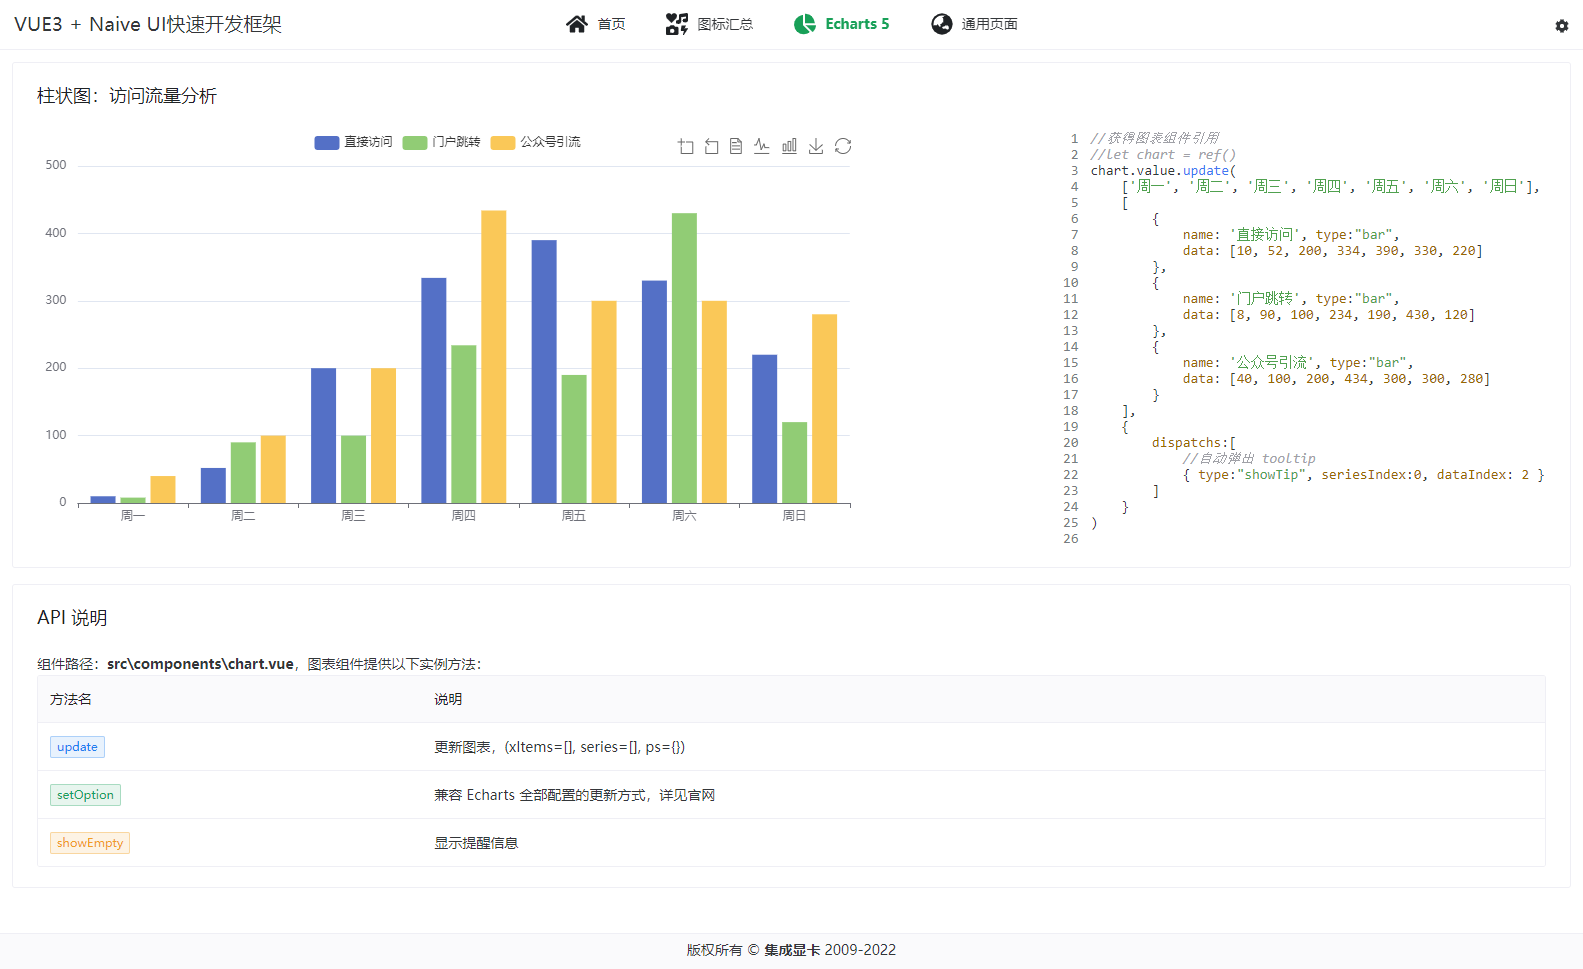 VUE3 + Naive UI快速开发框架
首页
图标汇总
Echarts 5
通用页面
柱状图：访问流量分析
直接访问 门户跳转 公众号引流
500
400
300
200
100
0
周一 周二 周三 周四 周五 周六 周日
1 //获得图表组件引用
2 //let chart = ref()
3 chart.value.update(
4 ['周一', '周二', '周三', '周四', '周五', '周六', '周日'],
5 [
6 {
7 name: '直接访问', type:"bar",
8 data: [10, 52, 200, 334, 390, 330, 220]
9 },
10 {
11 name: '门户跳转', type:"bar",
12 data: [8, 90, 100, 234, 190, 430, 120]
13 },
14 {
15 name: '公众号引流', type:"bar",
16 data: [40, 100, 200, 434, 300, 300, 280]
17 }
18 ],
19 {
20 dispatchs:[
21 //自动弹出 tooltip
22 { type:"showTip", seriesIndex:0, dataIndex: 2 }
23 ]
24 }
25 )
26
API 说明
组件路径：src\components\chart.vue，图表组件提供以下实例方法：
方法名 说明
update 更新图表，(xItems=[], series=[], ps={})
setOption 兼容 Echarts 全部配置的更新方式，详见官网
showEmpty 显示提醒信息
版权所有 © 集成显卡 2009-2022